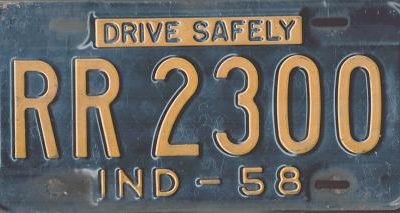 DRIVE SAFELY
RR 2300
IND - 58